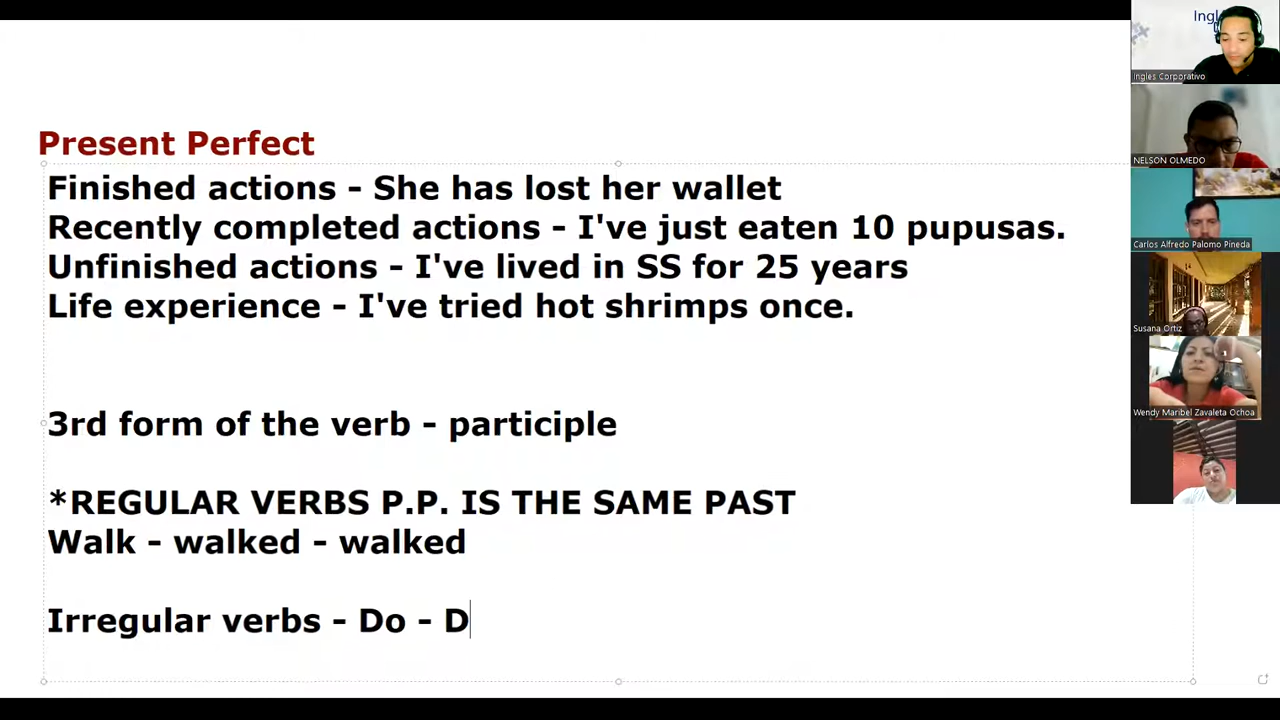 Present Perfect
Finished actions - She has lost her wallet
Recently completed actions - I've just eaten 10 pupusas.
Unfinished actions - I've lived in SS for 25 years
Life experience - I've tried hot shrimps once.
3rd form of the verb - participle
*REGULAR VERBS P.P. IS THE SAME PAST
Walk - walked - walked
Irregular verbs - Do - D
Ingles Corporativo
NELSON OLMEDO
Carlos Alfredo Palomo Pineda
Susana Ortiz
Wendy Maribel Zavaleta Ochoa